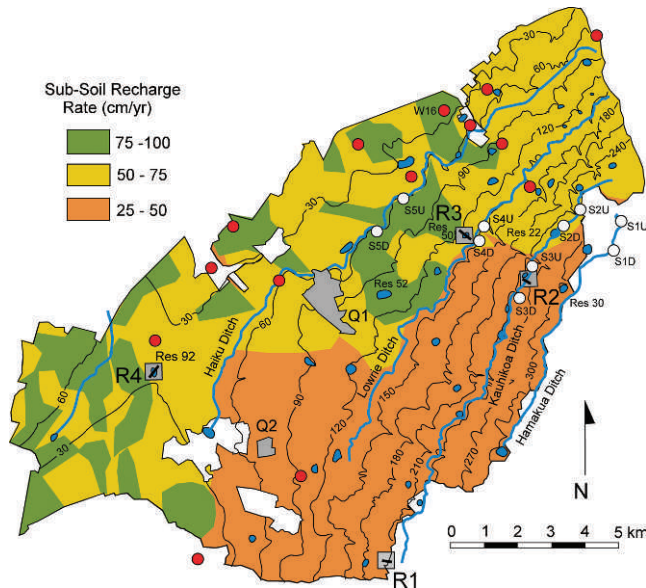 Sub-Soil Recharge
Rate (cm/yr)
75 -100
50 - 75
25 - 50
30
60
W16
120
180
90
240
30
S5U
R3
S4U
Res 22
S2U
S1U
S5D
Res
50
S4D
S2D
S1D
S3U
30
Res 52
R2
Res 30
60
Q1
S3D
Res 92
R4
Haiku Ditch
Lowrie Ditch
Kauhikoa Ditch
300
Hamakua Ditch
60
90
150
30
Q2
120
180
210
270
N
0 1 2 3 4 5 km
R1